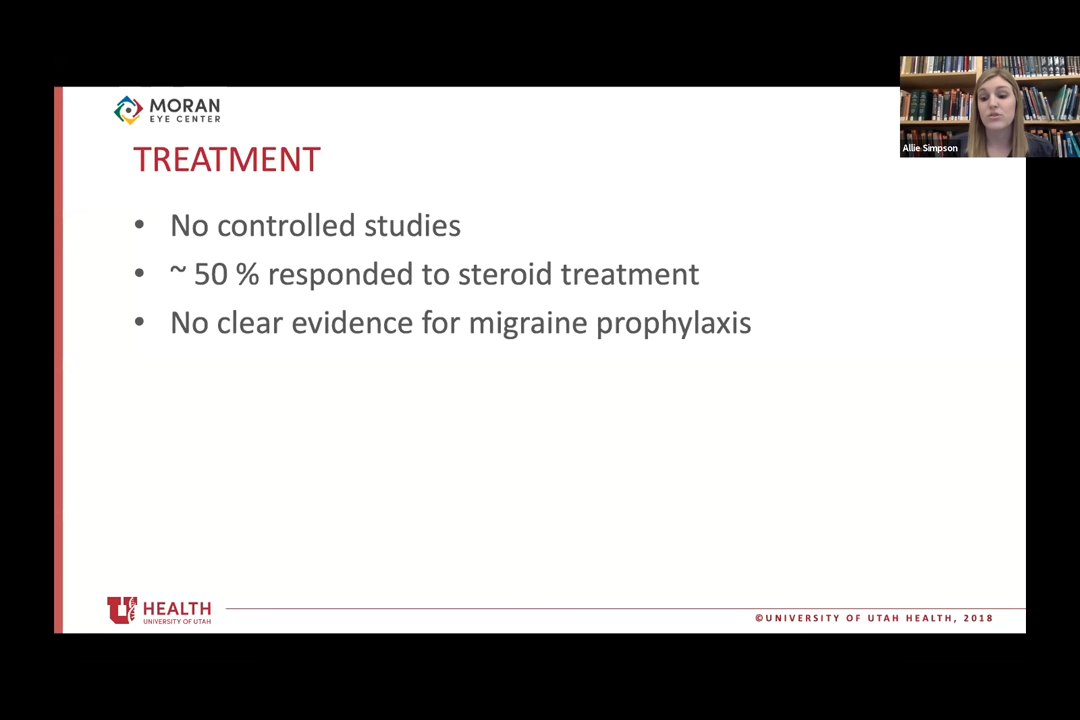 MORAN
EYE CENTER
Allie Simpson
TREATMENT
• No controlled studies
• ~ 50 % responded to steroid treatment
• No clear evidence for migraine prophylaxis
U HEALTH
UNIVERSITY OF UTAH
©UNIVERSITY OF UTAH HEALTH, 2018